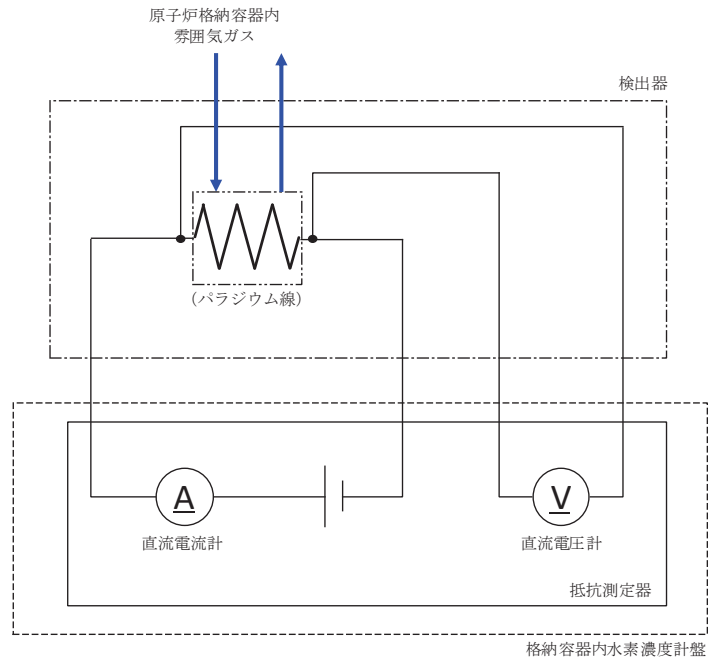 原子炉格納容器内
雰囲気ガス
検出器
(パラジウム線)
A
V
直流電流計
直流電圧計
抵抗測定器
格納容器内水素濃度計盤